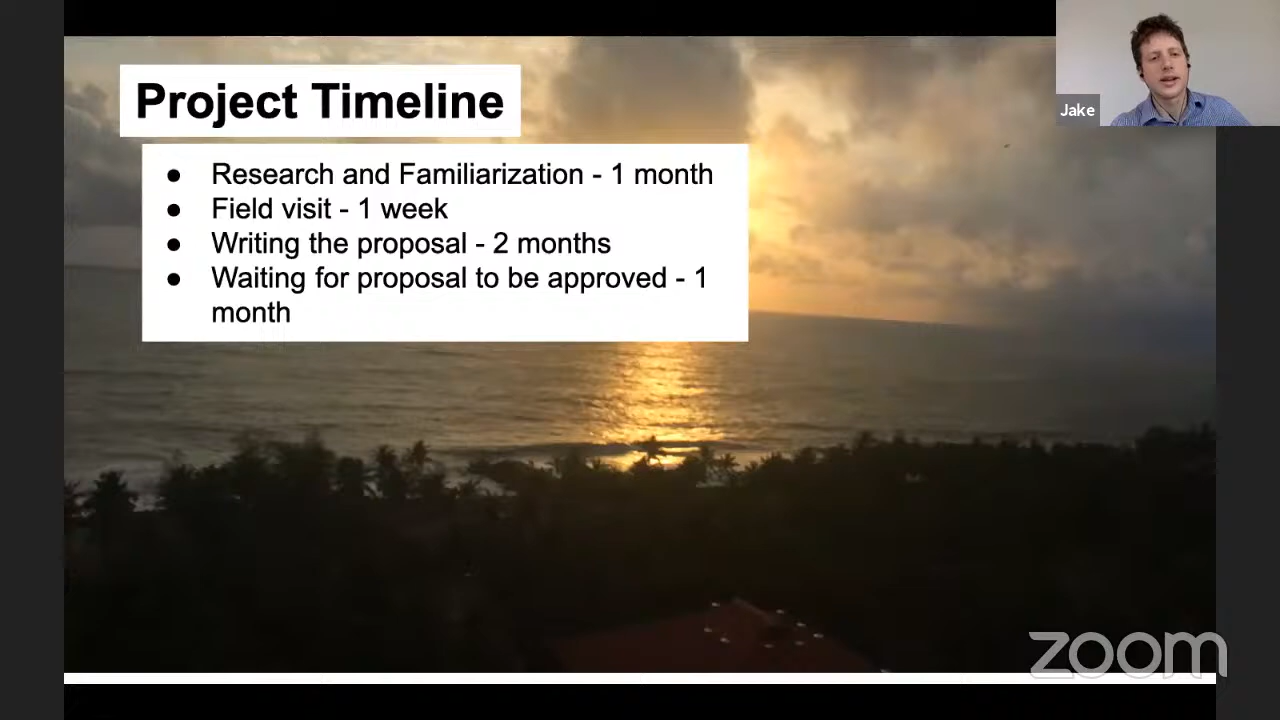 Project Timeline
● Research and Familiarization - 1 month
● Field visit - 1 week
● Writing the proposal - 2 months
● Waiting for proposal to be approved - 1
month
Jake
zoom